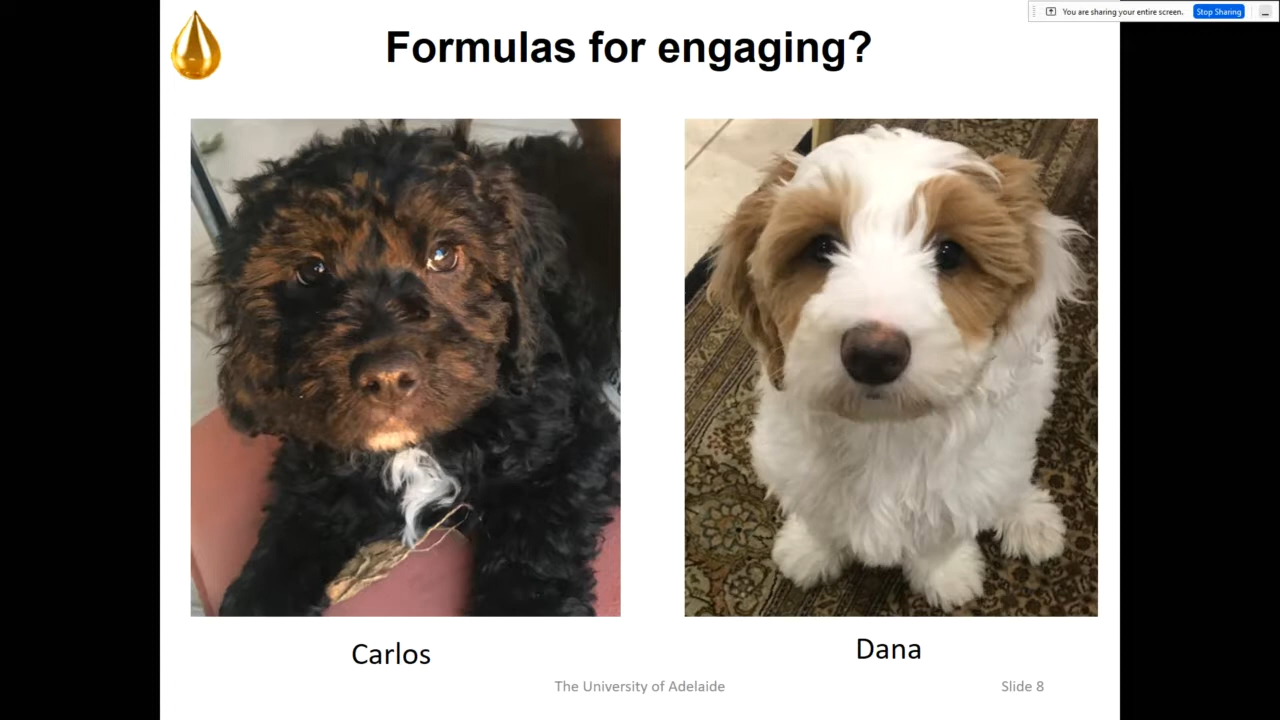 You are sharing your entire screen. Stop Sharing
Formulas for engaging?
Carlos
Dana
The University of Adelaide
Slide 8